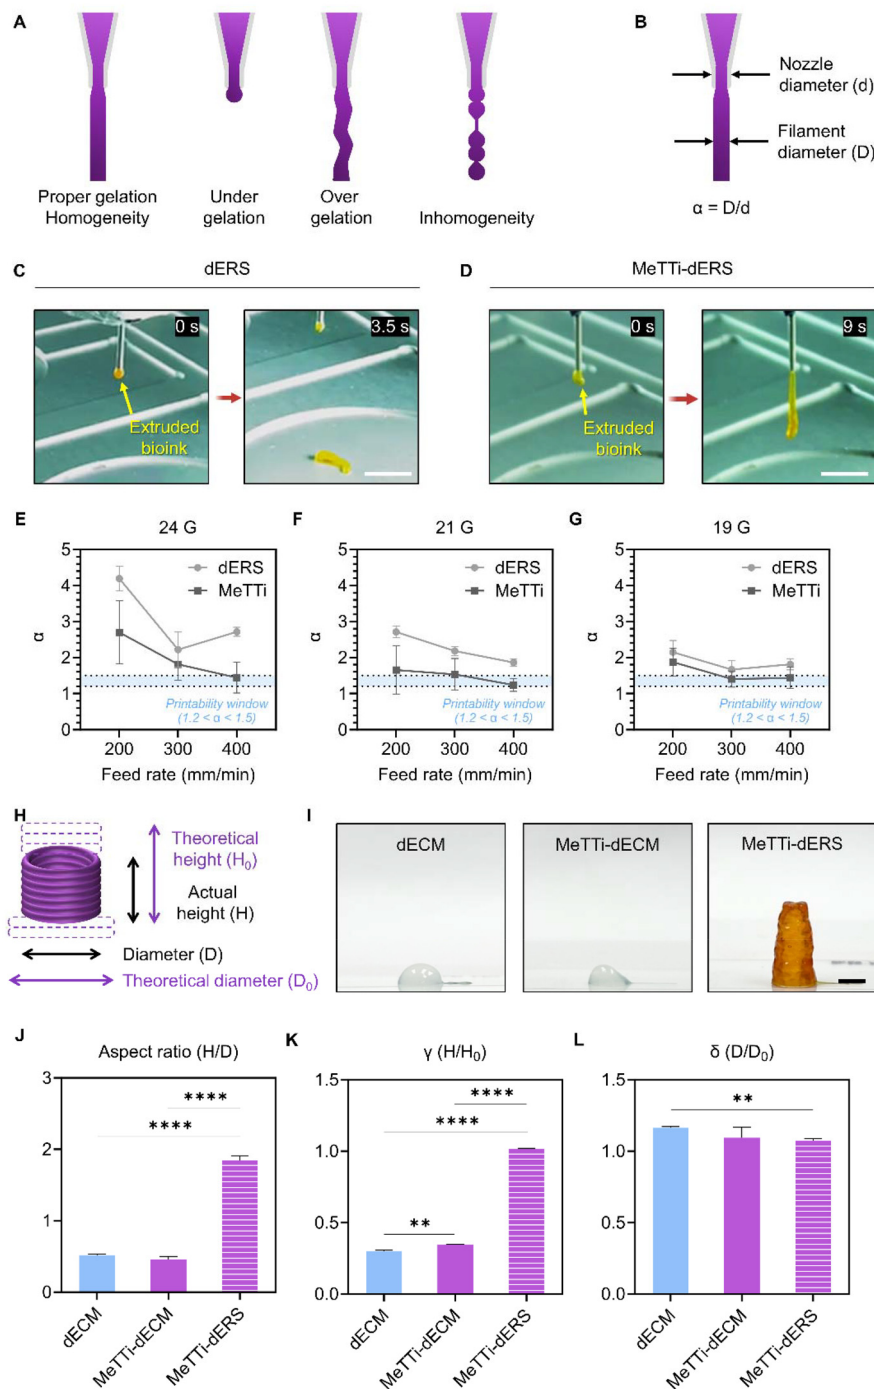 A
Proper gelation
Homogeneity
Under
gelation
Over
gelation
Inhomogeneity
B
Nozzle
diameter (d)
Filament
diameter (D)
α = D/d
C
dERS
0 s
Extruded
bioink
3.5 s
D
MeTTi-dERS
0 s
Extruded
bioink
9 s
E
24 G
α
5
4
3
2
1
0
dERS
MeTTi
Printability window
(1.2 < α < 1.5)
200
300
400
Feed rate (mm/min)
F
21 G
α
5
4
3
2
1
0
dERS
MeTTi
Printability window
(1.2 < α < 1.5)
200
300
400
Feed rate (mm/min)
G
19 G
α
5
4
3
2
1
0
dERS
MeTTi
Printability window
(1.2 < α < 1.5)
200
300
400
Feed rate (mm/min)
H
Theoretical
height (H₀)
Actual
height (H)
Diameter (D)
Theoretical diameter (D₀)
I
dECM
MeTTi-dECM
MeTTi-dERS
J
Aspect ratio (H/D)
3
2
1
0
****
****
dECM
MeTTi-dECM
MeTTi-dERS
K
γ (H/H₀)
1.5
1.0
0.5
0.0
****
****
**
dECM
MeTTi-dECM
MeTTi-dERS
L
δ (D/D₀)
1.5
1.0
0.5
0.0
**
dECM
MeTTi-dECM
MeTTi-dERS